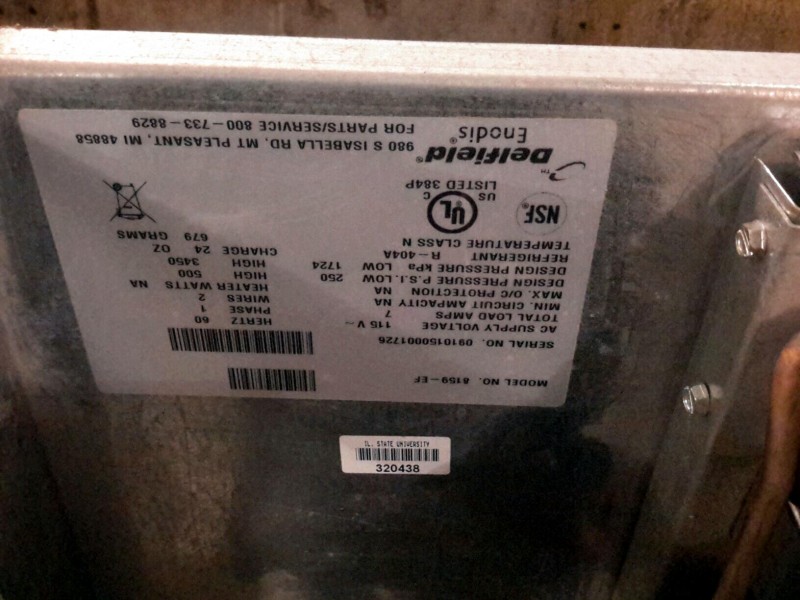 MODEL NO. 8159-EF
SERIAL NO. 0910150001726
AC SUPPLY VOLTAGE 115 V~ HERTZ 60
TOTAL LOAD AMPS 7 PHASE 1
MIN. CIRCUIT AMPACITY NA WIRES 2
MAX. O/C PROTECTION NA HEATER WATTS NA
DESIGN PRESSURE P.S.I. LOW 250 HIGH 500
DESIGN PRESSURE kPa LOW 1724 HIGH 3450
REFRIGERANT R-404A CHARGE 24 OZ
TEMPERATURE CLASS N 679 GRAMS
NSF® C UL® US
LISTED 384P
Delfield®
™
Enodis®
980 S ISABELLA RD, MT PLEASANT, MI 48858
FOR PARTS/SERVICE 800-733-8829
IL. STATE UNIVERSITY
320438